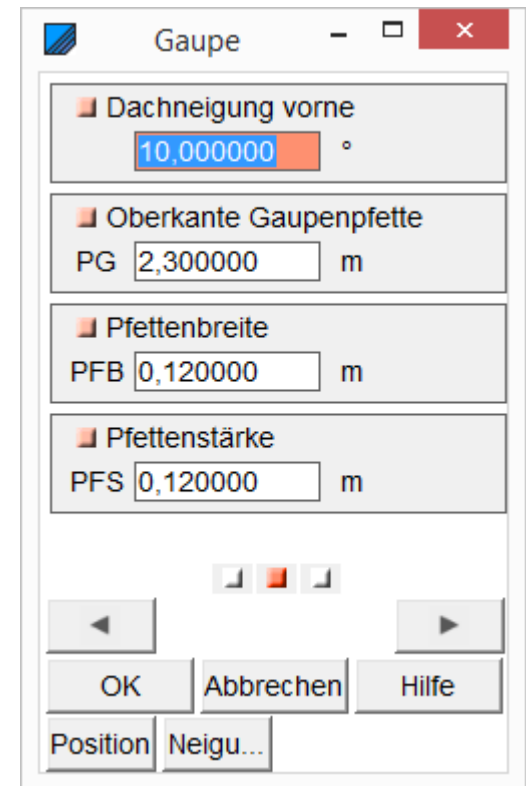 Gaupe
Dachneigung vorne
10,000000 °
Oberkante Gaupenpfette
PG 2,300000 m
Pfettenbreite
PFB 0,120000 m
Pfettenstärke
PFS 0,120000 m
OK Abbrechen Hilfe
Position Neigu...